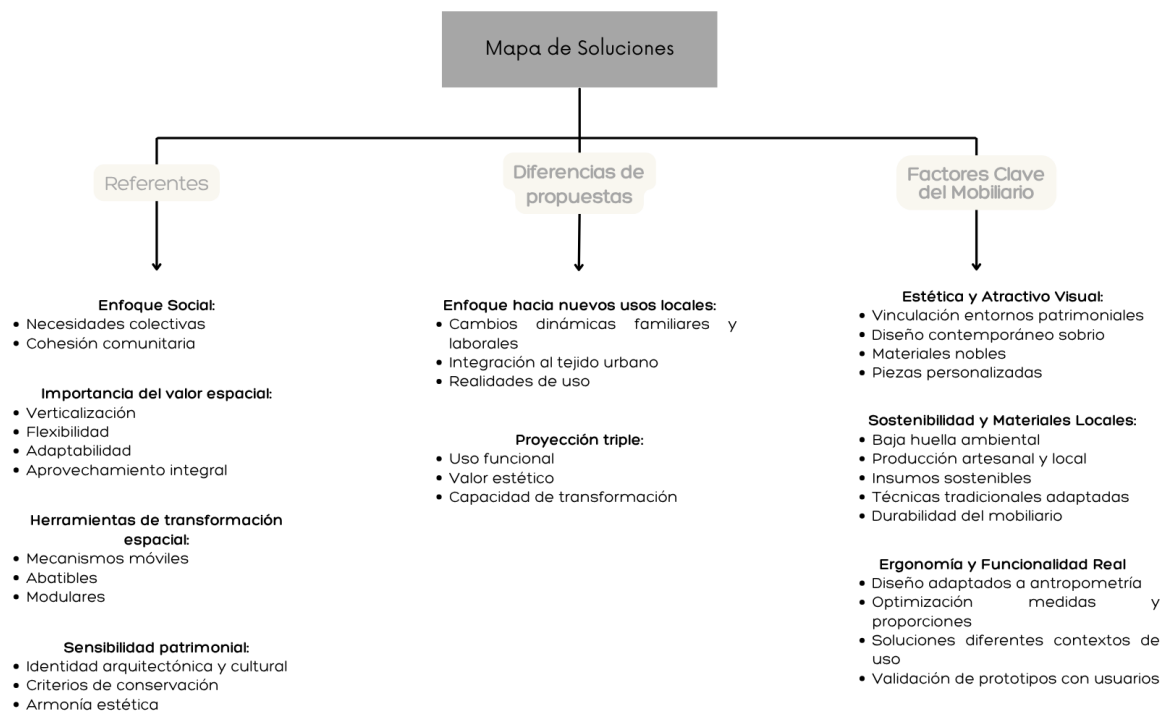 Mapa de Soluciones
Referentes
Enfoque Social:
• Necesidades colectivas
• Cohesión comunitaria
Importancia del valor espacial:
• Verticalización
• Flexibilidad
• Adaptabilidad
• Aprovechamiento integral
Herramientas de transformación
espacial:
• Mecanismos móviles
• Abatibles
• Modulares
Sensibilidad patrimonial:
• Identidad arquitectónica y cultural
• Criterios de conservación
• Armonía estética
Diferencias de
propuestas
Enfoque hacia nuevos usos locales:
• Cambios dinámicas familiares y
laborales
• Integración al tejido urbano
• Realidades de uso
Proyección triple:
• Uso funcional
• Valor estético
• Capacidad de transformación
Factores Clave
del Mobiliario
Estética y Atractivo Visual:
• Vinculación entornos patrimoniales
• Diseño contemporáneo sobrio
• Materiales nobles
• Piezas personalizadas
Sostenibilidad y Materiales Locales:
• Baja huella ambiental
• Producción artesanal y local
• Insumos sostenibles
• Técnicas tradicionales adaptadas
• Durabilidad del mobiliario
Ergonomía y Funcionalidad Real
• Diseño adaptados a antropometría
• Optimización medidas y
proporciones
• Soluciones diferentes contextos de
uso
• Validación de prototipos con usuarios